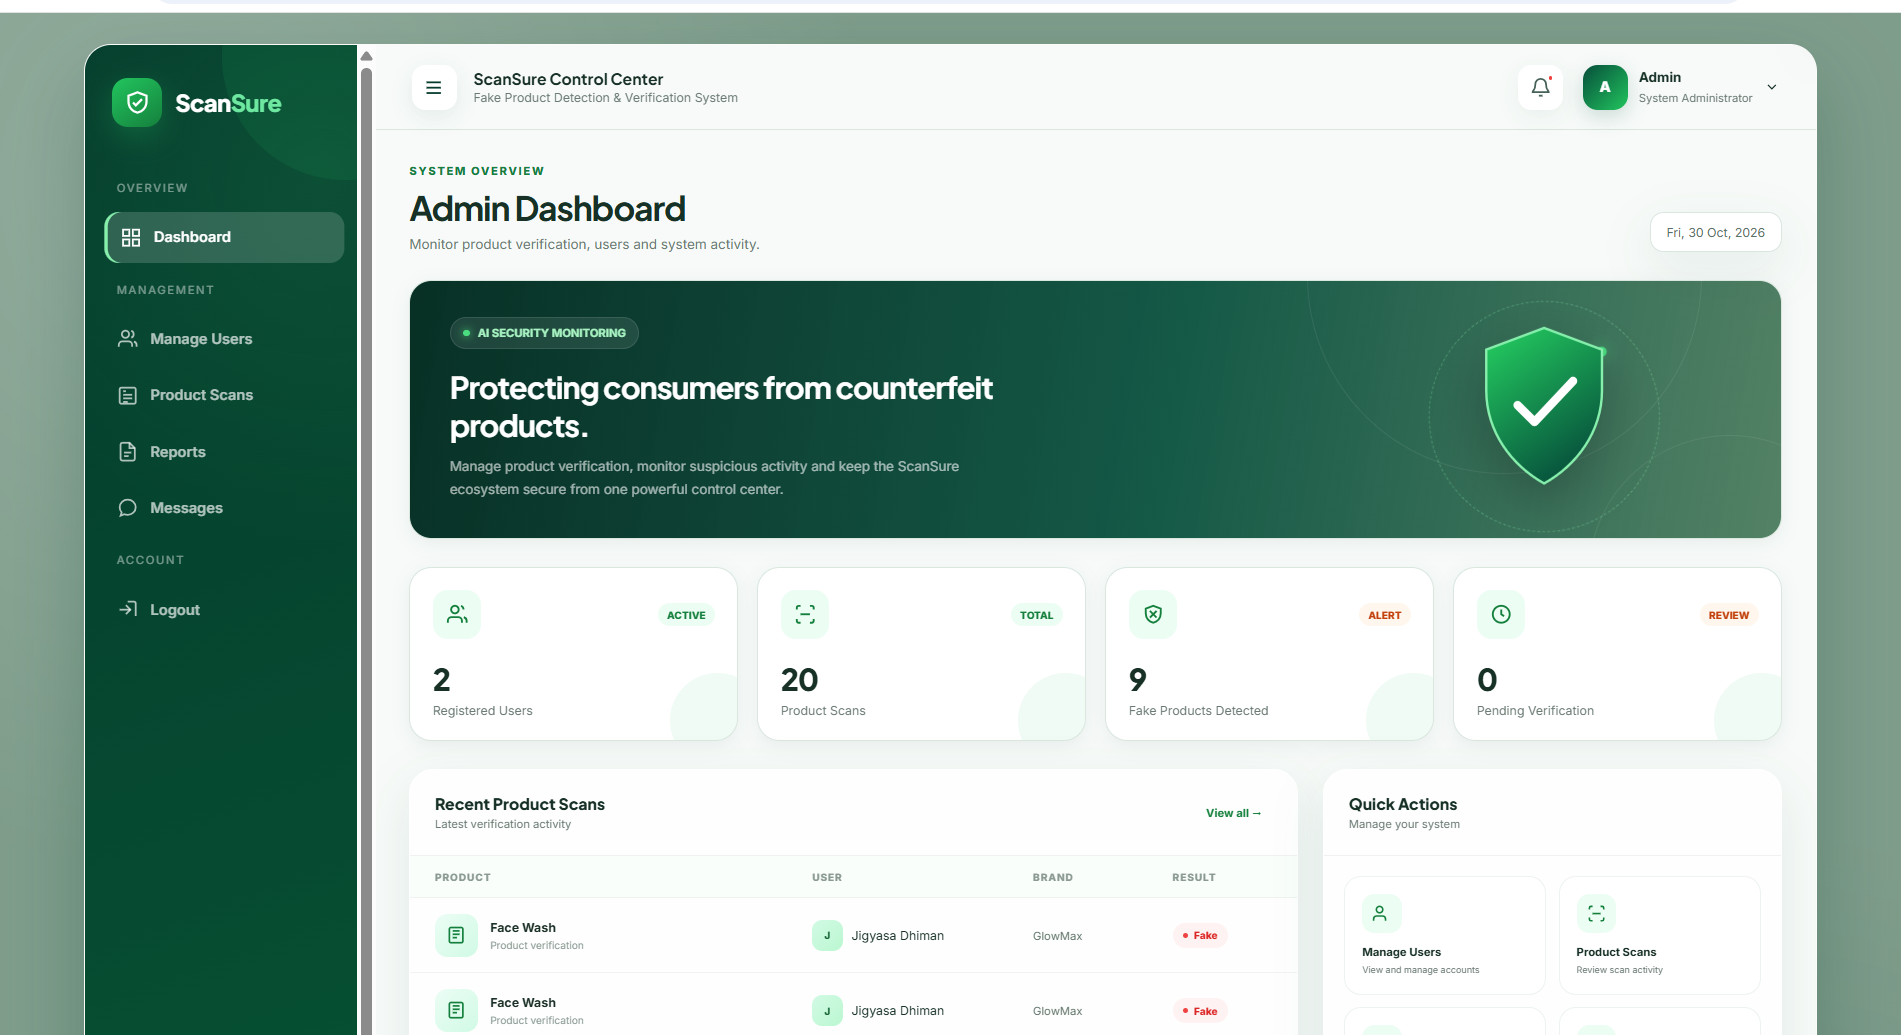 ScanSure
OVERVIEW
Dashboard
MANAGEMENT
Manage Users
Product Scans
Reports
Messages
ACCOUNT
Logout
ScanSure Control Center
Fake Product Detection & Verification System
A
Admin
System Administrator
SYSTEM OVERVIEW
Admin Dashboard
Monitor product verification, users and system activity.
Fri, 30 Oct, 2026
AI SECURITY MONITORING
Protecting consumers from counterfeit
products.
Manage product verification, monitor suspicious activity and keep the ScanSure
ecosystem secure from one powerful control center.
ACTIVE
2
Registered Users
TOTAL
20
Product Scans
ALERT
9
Fake Products Detected
REVIEW
0
Pending Verification
Recent Product Scans
Latest verification activity
View all →
PRODUCT USER BRAND RESULT
Face Wash
Product verification
J Jigyasa Dhiman GlowMax Fake
Face Wash
Product verification
J Jigyasa Dhiman GlowMax Fake
Quick Actions
Manage your system
Manage Users
View and manage accounts
Product Scans
Review scan activity